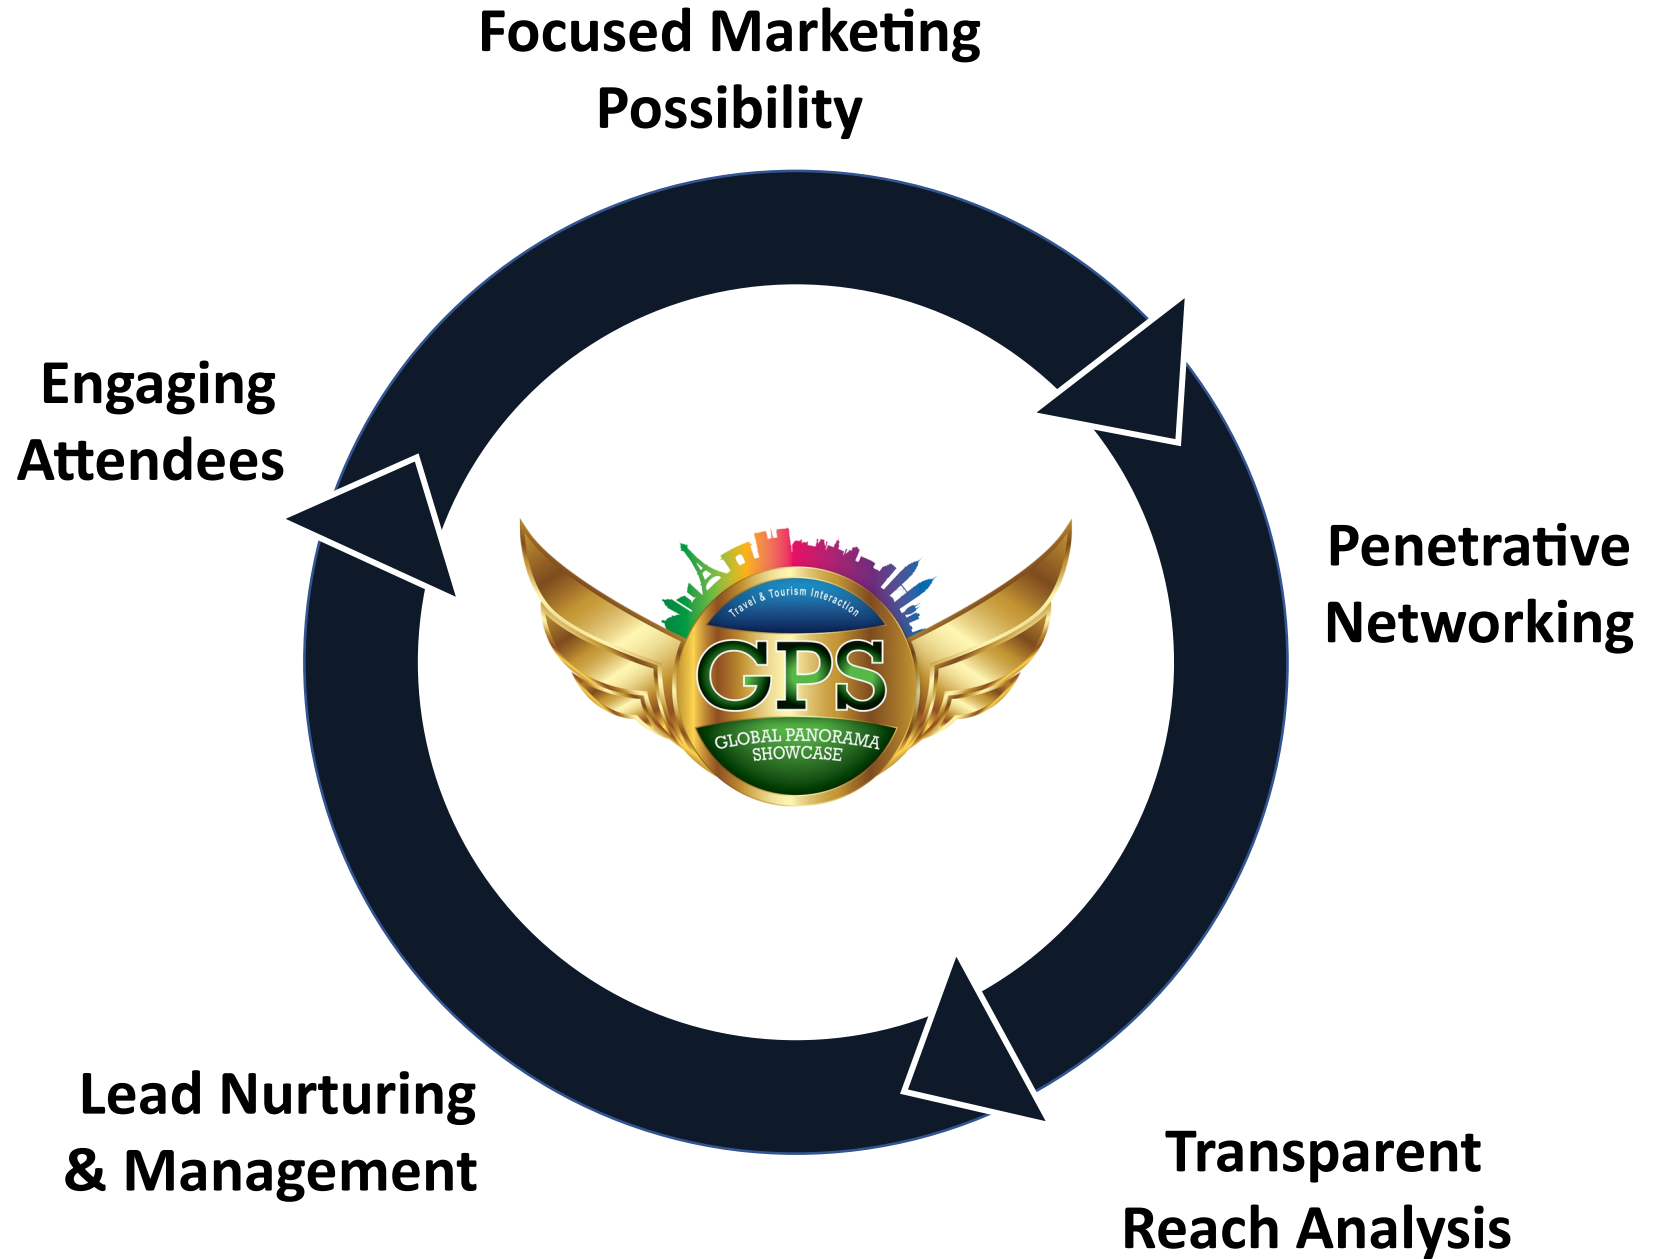 Focused Marketing
Possibility
Engaging
Attendees
Penetrative
Networking
Travel & Tourism Interaction
GPS
GLOBAL PANORAMA
SHOWCASE
Lead Nurturing
& Management
Transparent
Reach Analysis